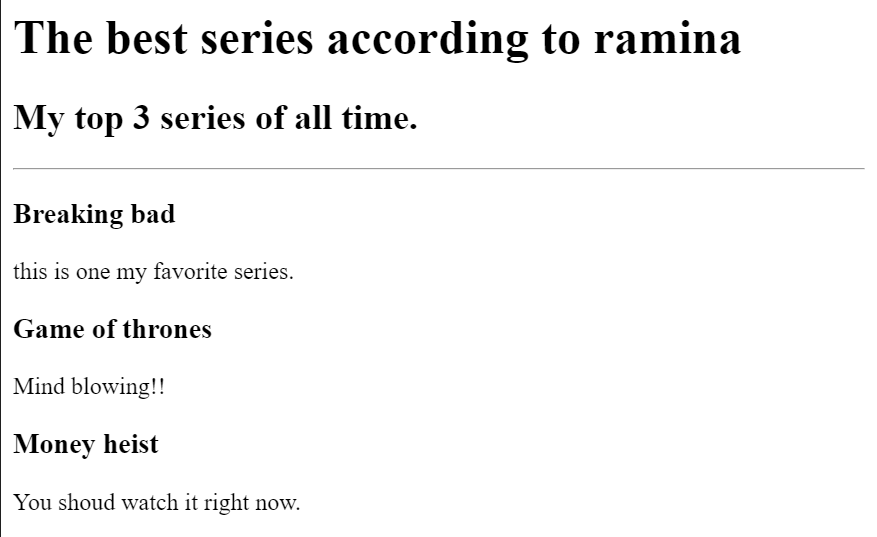 The best series according to ramina
My top 3 series of all time.
Breaking bad
this is one my favorite series.
Game of thrones
Mind blowing!!
Money heist
You shoud watch it right now.